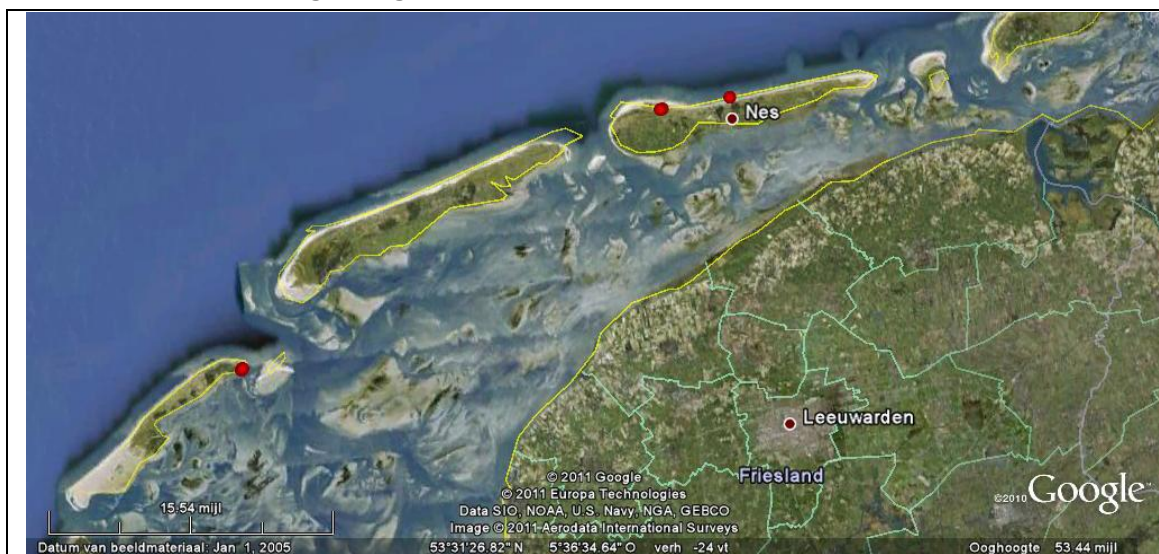 Nes
Leeuwarden
Friesland
15.54 mijl
© 2011 Google
© 2011 Europa Technologies
Data SIO, NOAA, U.S. Navy, NGA, GEBCO
Image © 2011 Aerodata International Surveys
©2010 Google
Datum van beeldmateriaal: Jan 1, 2005 53°31'26.82" N 5°36'34.64" O verh -24 vt Ooghoogte 53.44 mijl